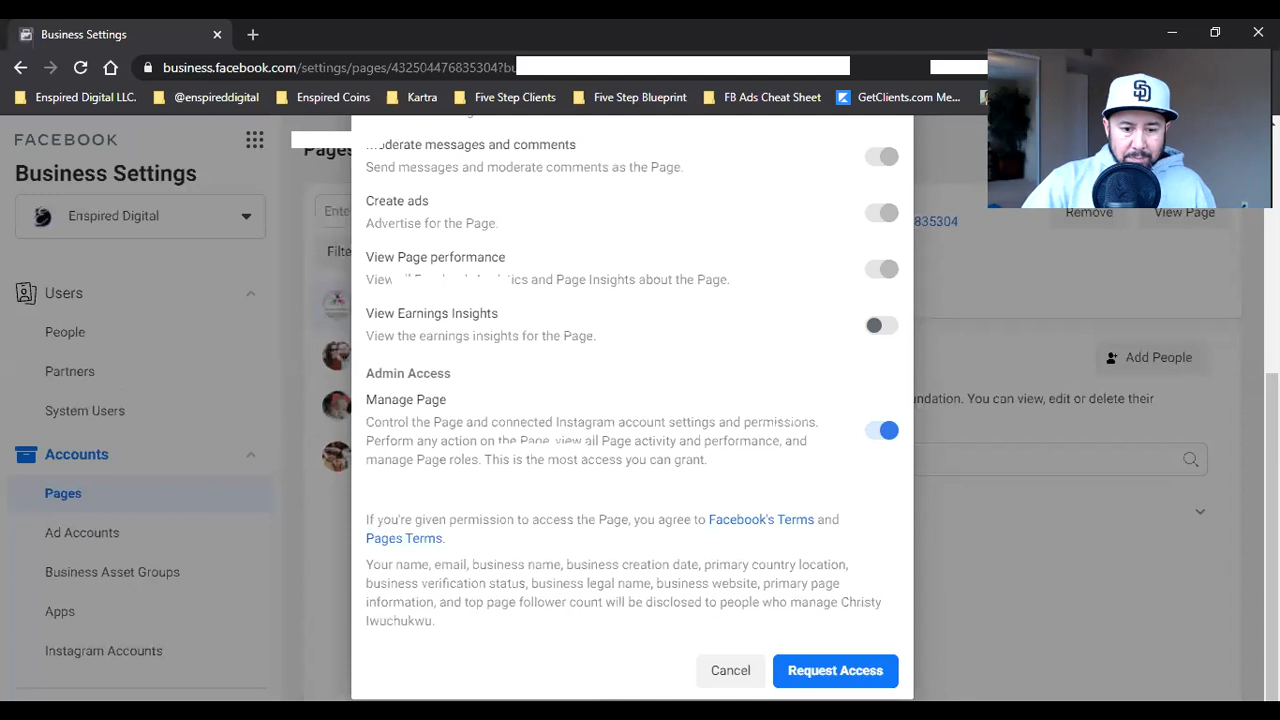 Business Settings
business.facebook.com/settings/pages/432504476835304?bu
Enspired Digital LLC.
@enspireddigital
Enspired Coins
Kartra
Five Step Clients
Five Step Blueprint
FB Ads Cheat Sheet
GetClients.com Me...
FACEBOOK
Business Settings
Enspired Digital
Users
People
Partners
System Users
Accounts
Pages
Ad Accounts
Business Asset Groups
Apps
Instagram Accounts
Pages
Enter
Filte
835304
Remove
View Page
Add People
undation. You can view, edit or delete their
Moderate messages and comments
Send messages and moderate comments as the Page.
Create ads
Advertise for the Page.
View Page performance
View all Facebook Analytics and Page Insights about the Page.
View Earnings Insights
View the earnings insights for the Page.
Admin Access
Manage Page
Control the Page and connected Instagram account settings and permissions.
Perform any action on the Page, view all Page activity and performance, and
manage Page roles. This is the most access you can grant.
If you're given permission to access the Page, you agree to Facebook's Terms and
Pages Terms.
Your name, email, business name, business creation date, primary country location,
business verification status, business legal name, business website, primary page
information, and top page follower count will be disclosed to people who manage Christy
Iwuchukwu.
Cancel
Request Access
SD